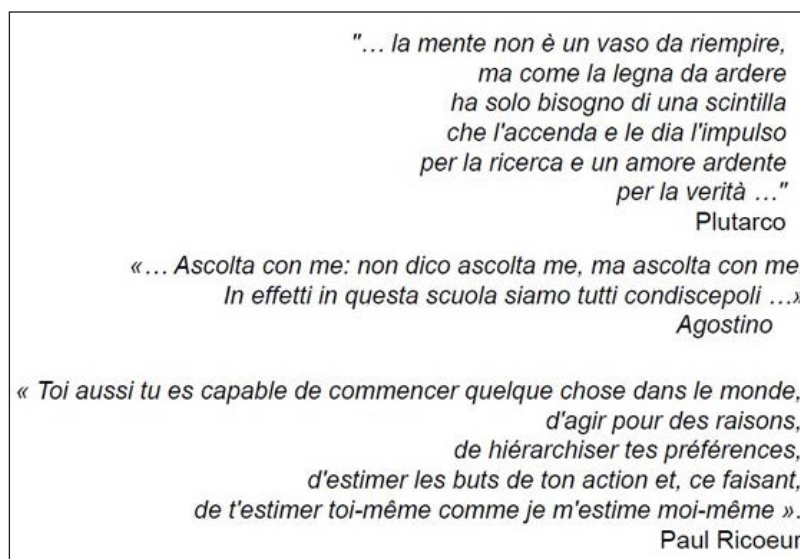 "… la mente non è un vaso da riempire,
ma come la legna da ardere
ha solo bisogno di una scintilla
che l'accenda e le dia l'impulso
per la ricerca e un amore ardente
per la verità …"
Plutarco
«… Ascolta con me: non dico ascolta me, ma ascolta con me.
In effetti in questa scuola siamo tutti condiscepoli …»
Agostino
« Toi aussi tu es capable de commencer quelque chose dans le monde,
d'agir pour des raisons,
de hiérarchiser tes préférences,
d'estimer les buts de ton action et, ce faisant,
de t'estimer toi-même comme je m'estime moi-même ».
Paul Ricoeur